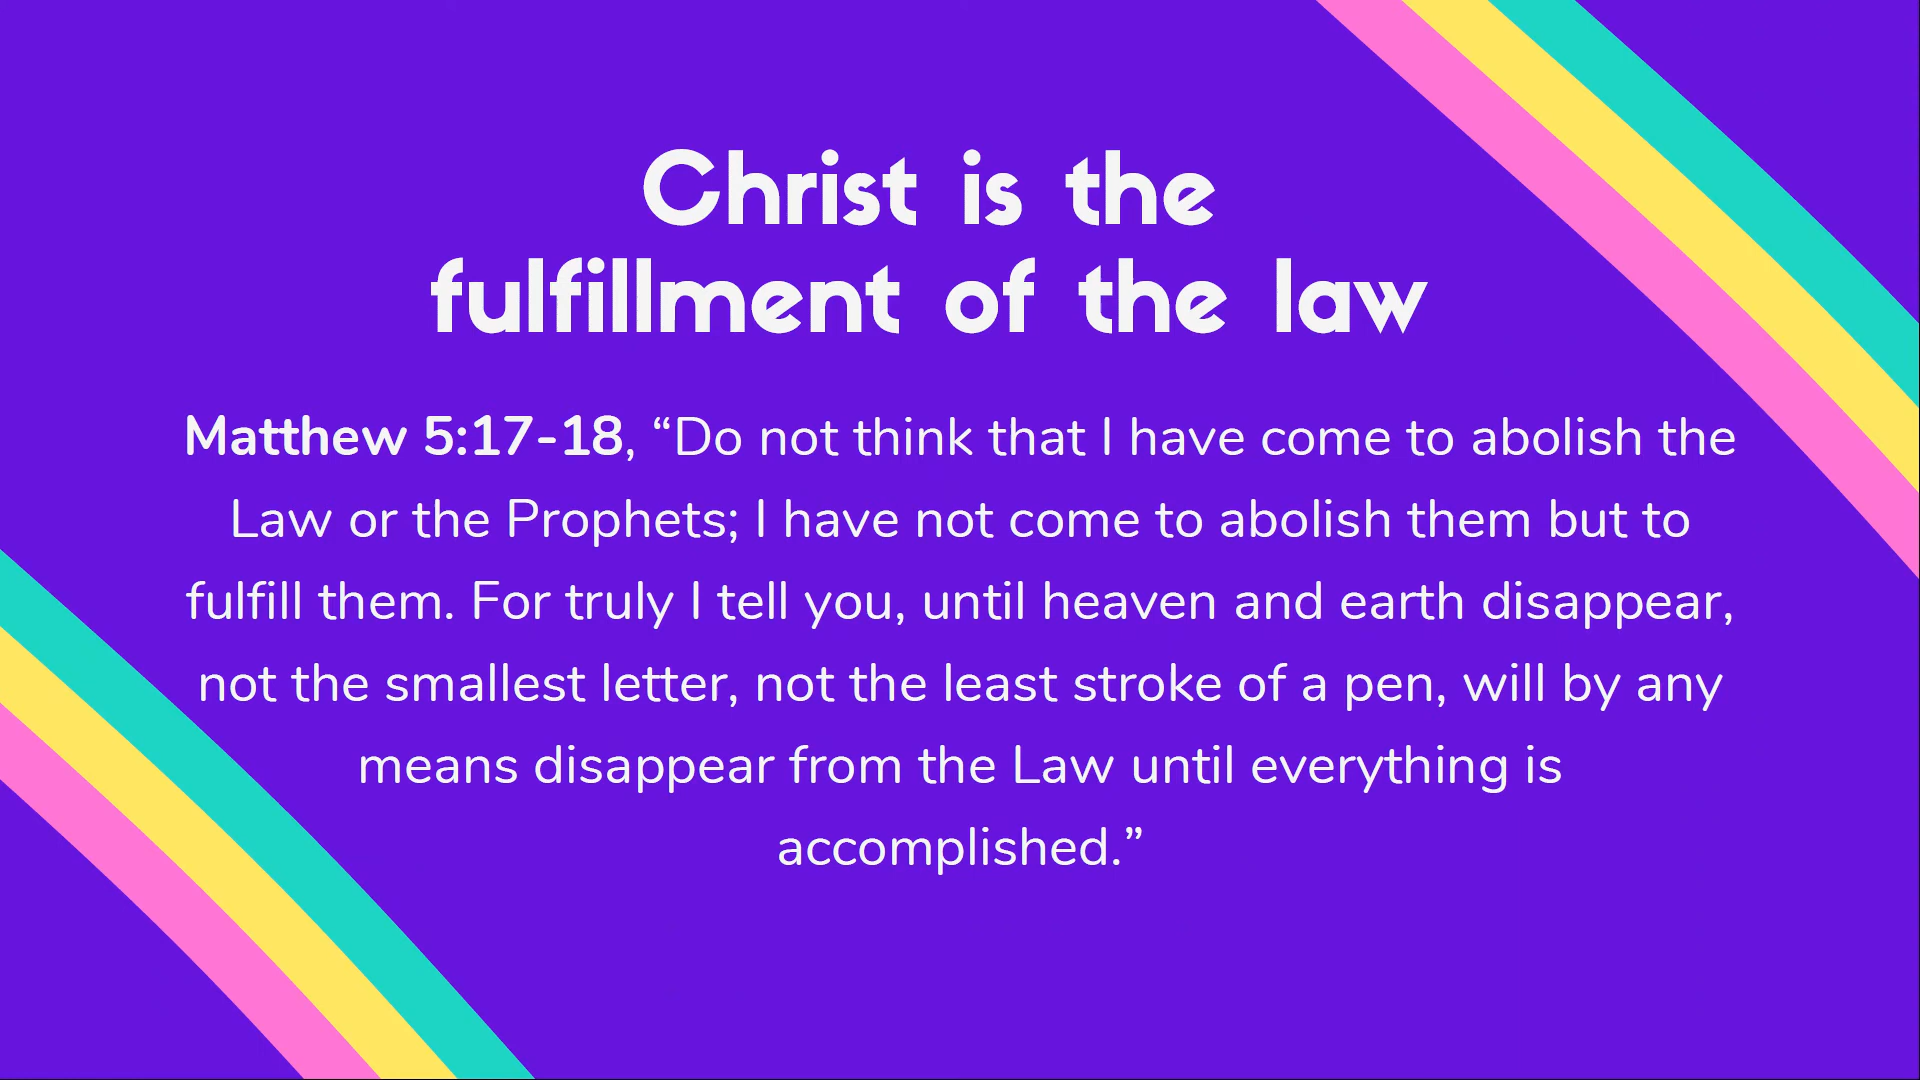 Christ is the
fulfillment of the law
Matthew 5:17-18, “Do not think that I have come to abolish the
Law or the Prophets; I have not come to abolish them but to
fulfill them. For truly I tell you, until heaven and earth disappear,
not the smallest letter, not the least stroke of a pen, will by any
means disappear from the Law until everything is
accomplished.”